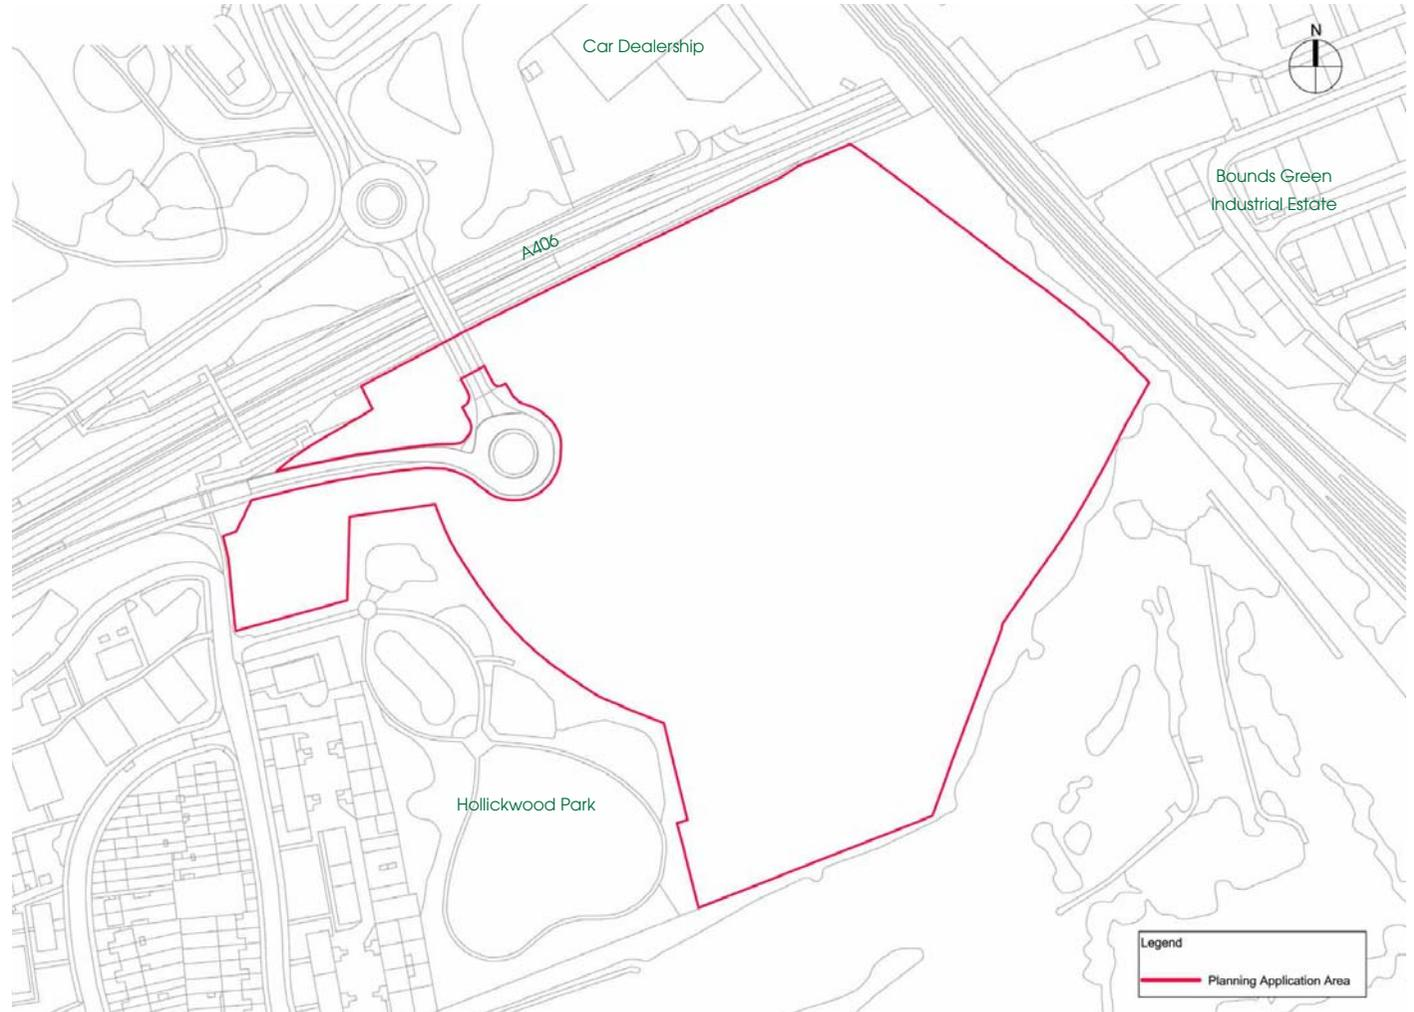 Car Dealership
N
Bounds Green
Industrial Estate
A406
Hollickwood Park
Legend
Planning Application Area